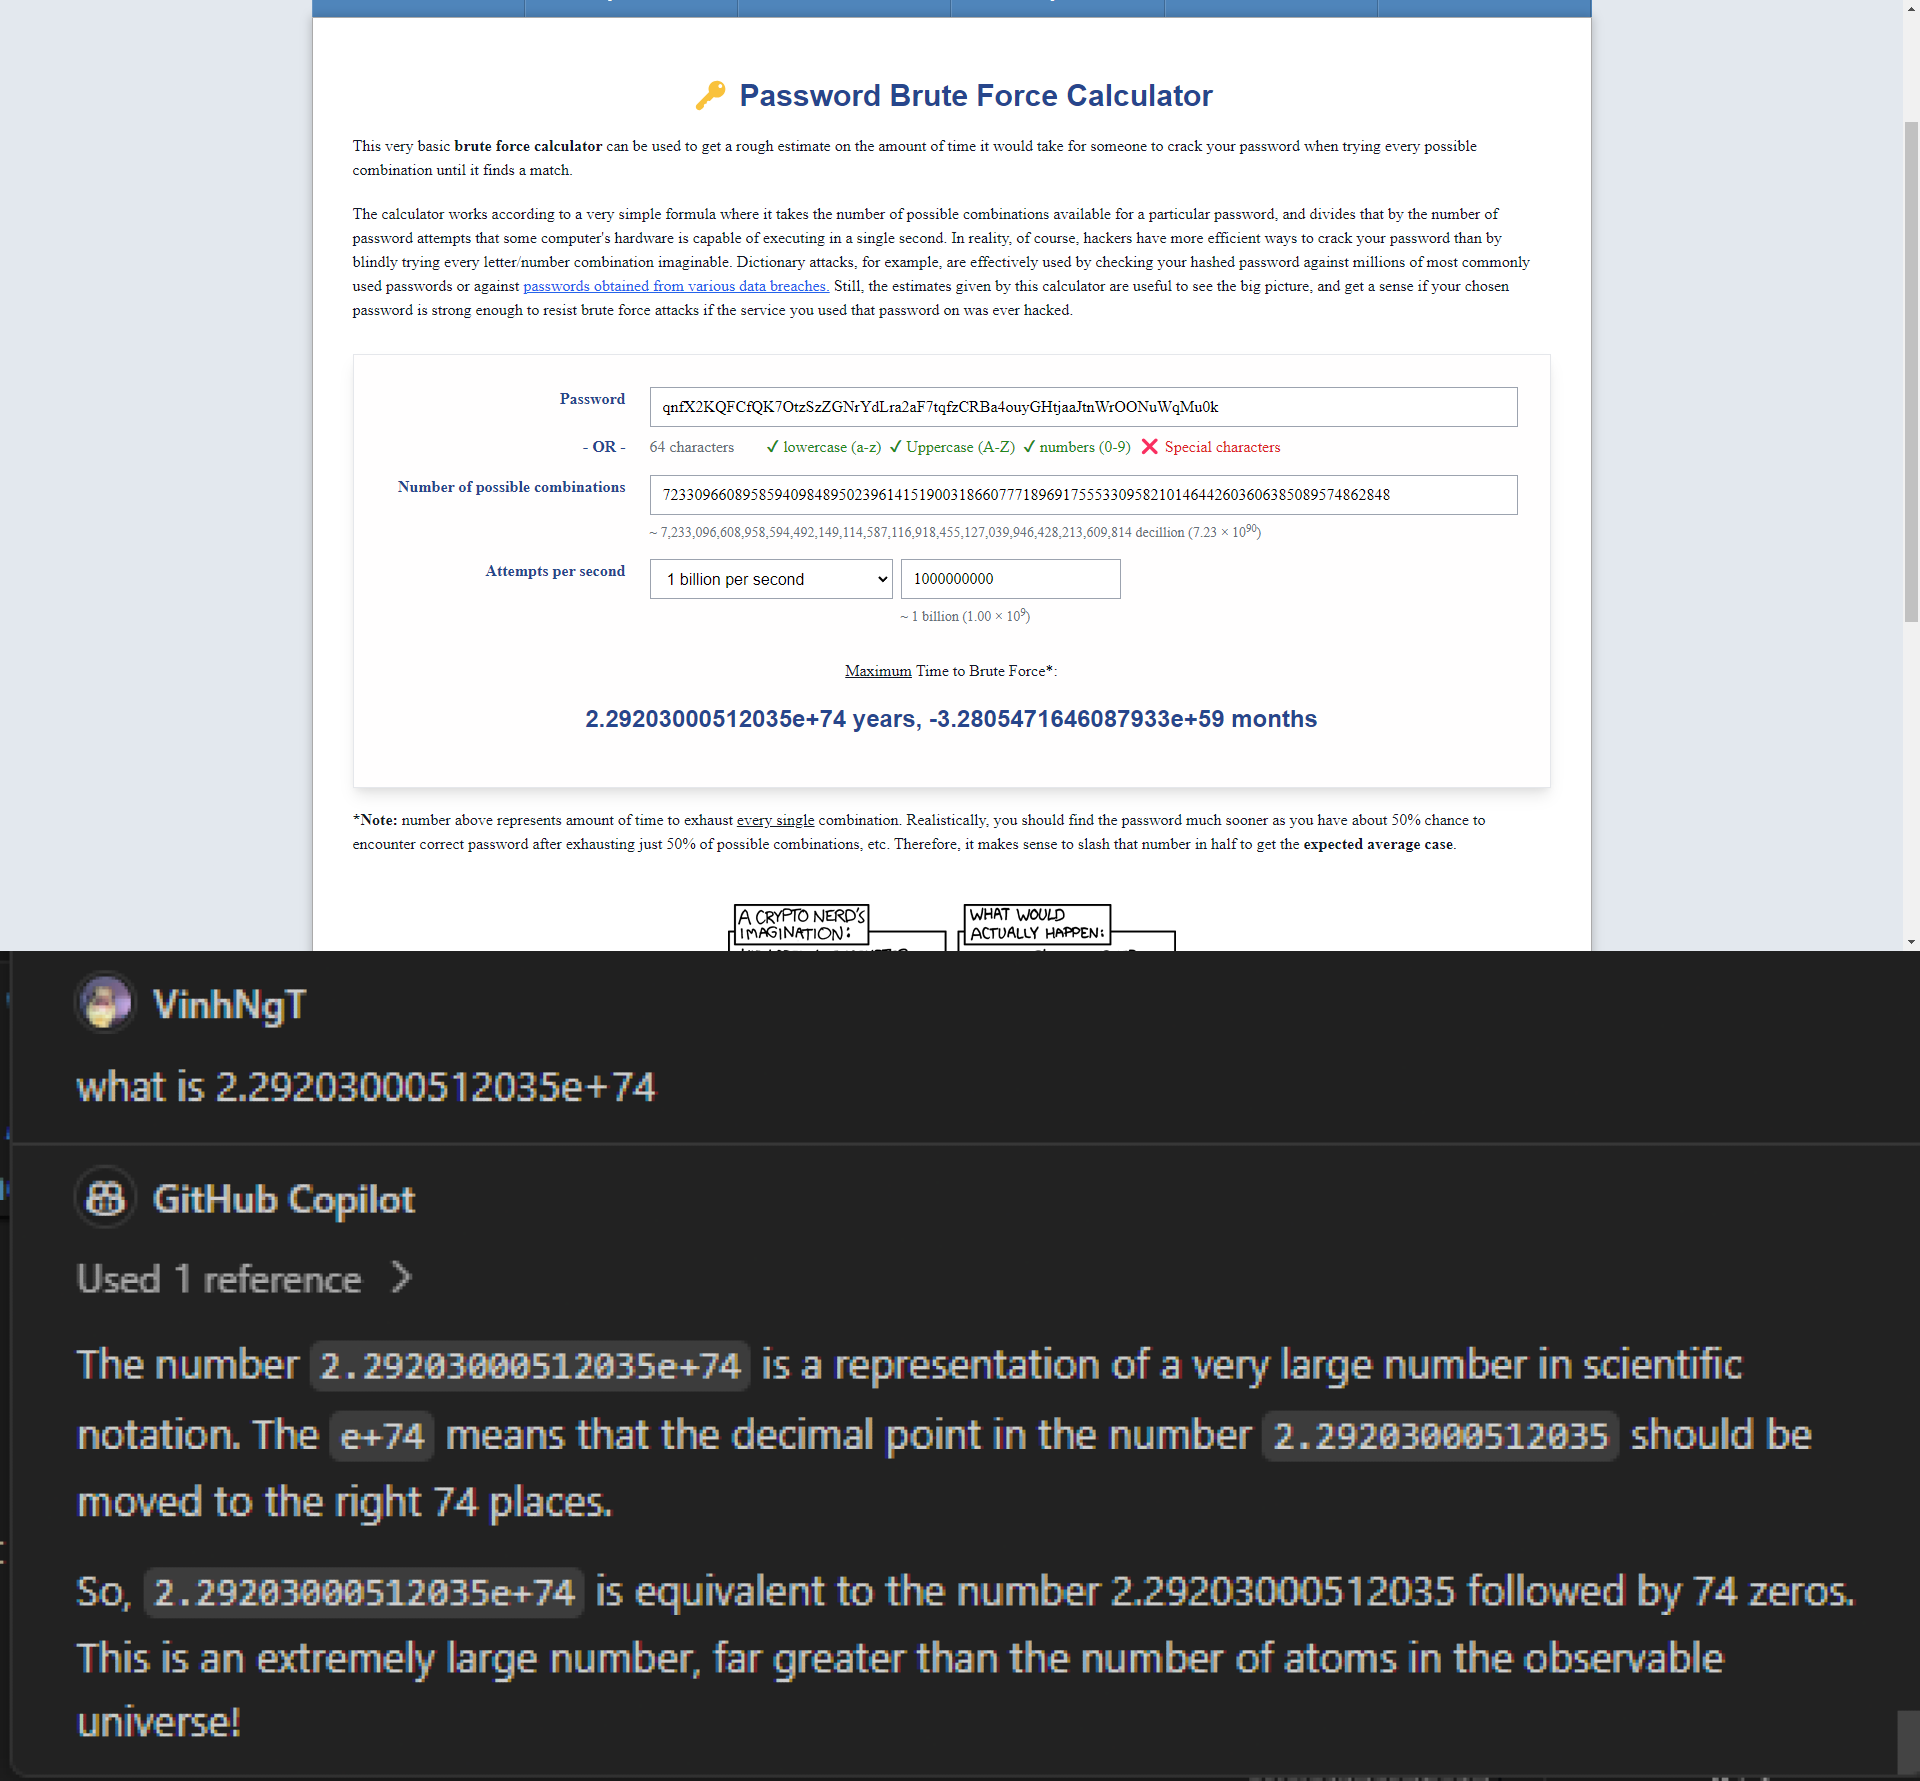 Password Brute Force Calculator
This very basic brute force calculator can be used to get a rough estimate on the amount of time it would take for someone to crack your password when trying every possible
combination until it finds a match.
The calculator works according to a very simple formula where it takes the number of possible combinations available for a particular password, and divides that by the number of
password attempts that some computer's hardware is capable of executing in a single second. In reality, of course, hackers have more efficient ways to crack your password than by
blindly trying every letter/number combination imaginable. Dictionary attacks, for example, are effectively used by checking your hashed password against millions of most commonly
used passwords or against passwords obtained from various data breaches. Still, the estimates given by this calculator are useful to see the big picture, and get a sense if your chosen
password is strong enough to resist brute force attacks if the service you used that password on was ever hacked.
Password qnfX2KQFCfQK7OtzSzZGNrYdLra2aF7tqfzCRBa4ouyGHtjaaJtnWrOONuWqMu0k
- OR - 64 characters ✓ lowercase (a-z) ✓ Uppercase (A-Z) ✓ numbers (0-9) ❌ Special characters
Number of possible combinations 7233096608958594098489502396141519003186607771896917555330958210146442603606385089574862848
~ 7,233,096,608,958,594,492,149,114,587,116,918,455,127,039,946,428,213,609,814 decillion (7.23 × 10^90)
Attempts per second 1 billion per second 1000000000
~ 1 billion (1.00 × 10^9)
Maximum Time to Brute Force*:
2.29203000512035e+74 years, -3.2805471646087933e+59 months
*Note: number above represents amount of time to exhaust every single combination. Realistically, you should find the password much sooner as you have about 50% chance to
encounter correct password after exhausting just 50% of possible combinations, etc. Therefore, it makes sense to slash that number in half to get the expected average case.
A CRYPTO NERD'S
IMAGINATION:
WHAT WOULD
ACTUALLY HAPPEN:
VinhNgT
what is 2.29203000512035e+74
GitHub Copilot
Used 1 reference >
The number 2.29203000512035e+74 is a representation of a very large number in scientific
notation. The e+74 means that the decimal point in the number 2.29203000512035 should be
moved to the right 74 places.
So, 2.29203000512035e+74 is equivalent to the number 2.29203000512035 followed by 74 zeros.
This is an extremely large number, far greater than the number of atoms in the observable
universe!